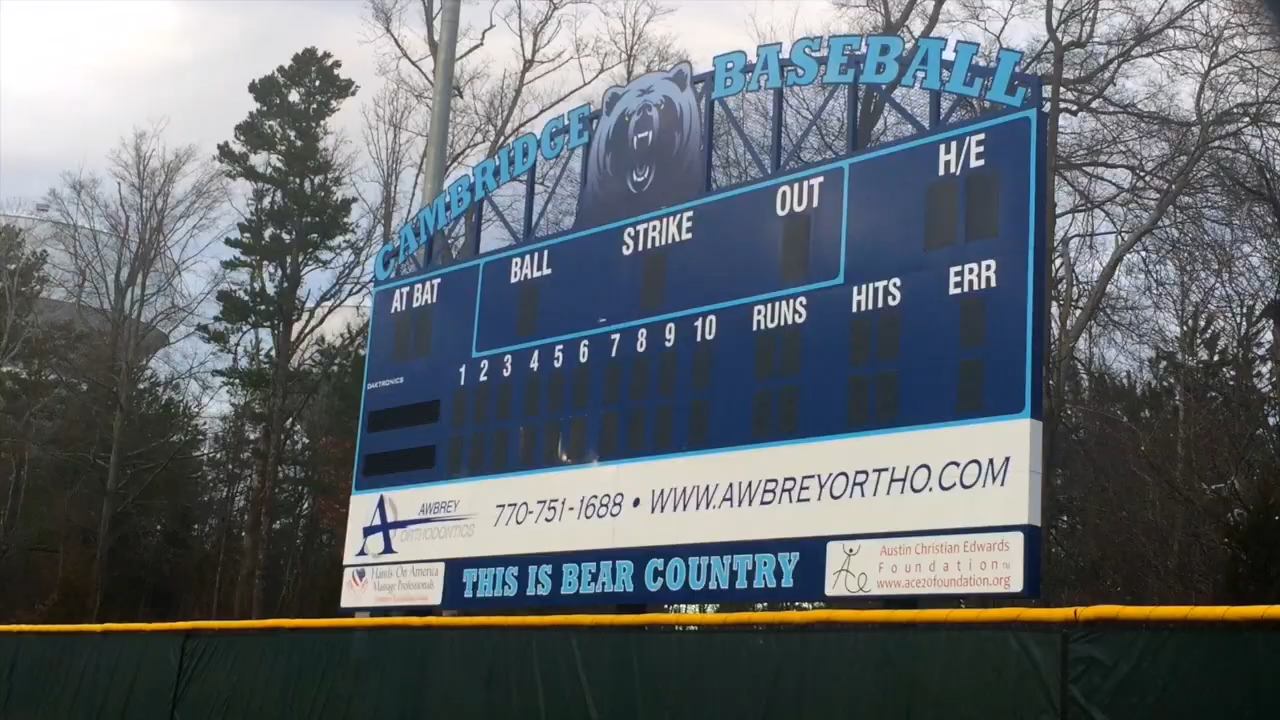 CAMBRIDGE BASEBALL
H/E
OUT
STRIKE
BALL
AT BAT
ERR
HITS
RUNS
1 2 3 4 5 6 7 8 9 10
DAKTRONICS
AWBREY
ORTHODONTICS
770-751-1688 • WWW.AWBREYORTHO.COM
Hands On America
Massage Professionals
THIS IS BEAR COUNTRY
Ace
Austin Christian Edwards
Foundation
www.ace20foundation.org